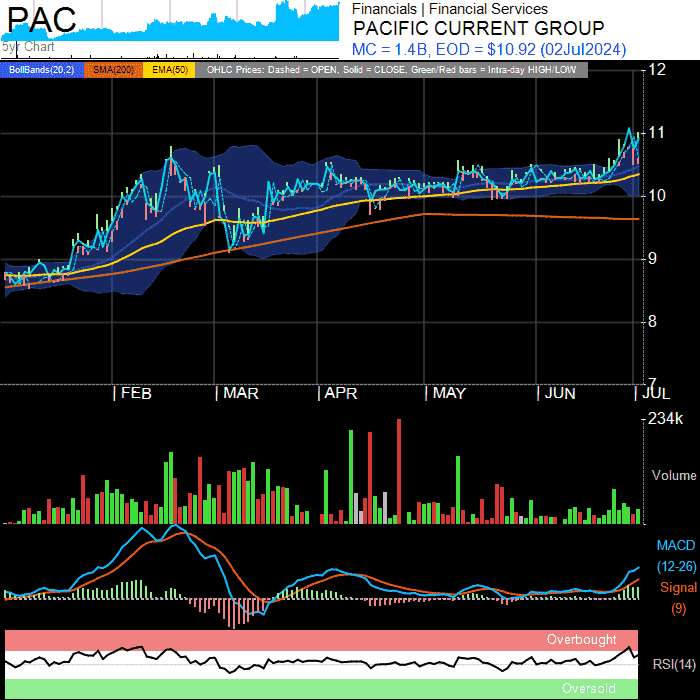 PAC
5yr Chart
Financials | Financial Services
PACIFIC CURRENT GROUP
MC = 1.4B, EOD = $10.92 (02Jul2024)
BollBands(20,2) SMA(200) EMA(50) OHLC Prices: Dashed = OPEN, Solid = CLOSE, Green/Red bars = Intra-day HIGH/LOW
12
11
10
9
8
7
FEB MAR APR MAY JUN JUL
234k
Volume
MACD
(12-26)
Signal
(9)
Overbought
RSI(14)
Oversold